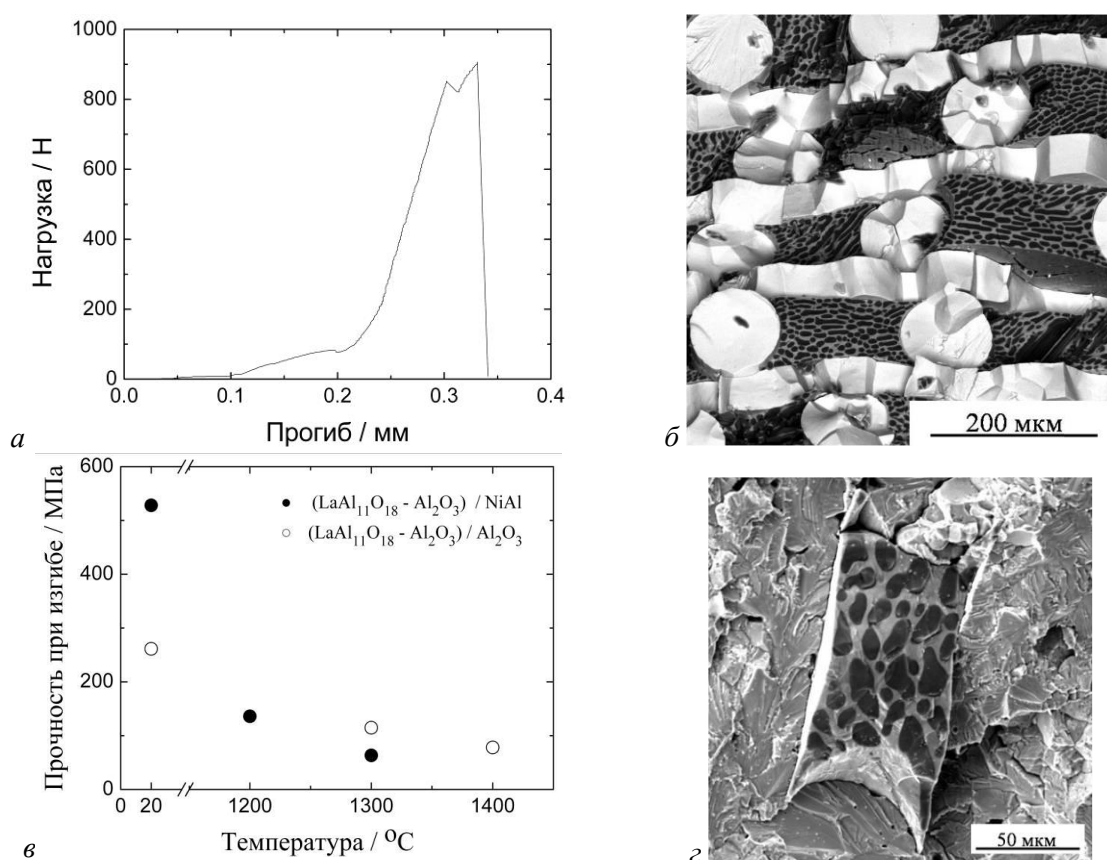 1000
800
600
400
200
0
Нагрузка / Н
0.0 0.1 0.2 0.3 0.4
Прогиб / мм
а
200 мкм
б
600
400
200
0
Прочность при изгибе / МПа
(LaAl₁₁O₁₈ - Al₂O₃) / NiAl
(LaAl₁₁O₁₈ - Al₂O₃) / Al₂O₃
0 20 1200 1300 1400
Температура / ⁰C
в
50 мкм
г